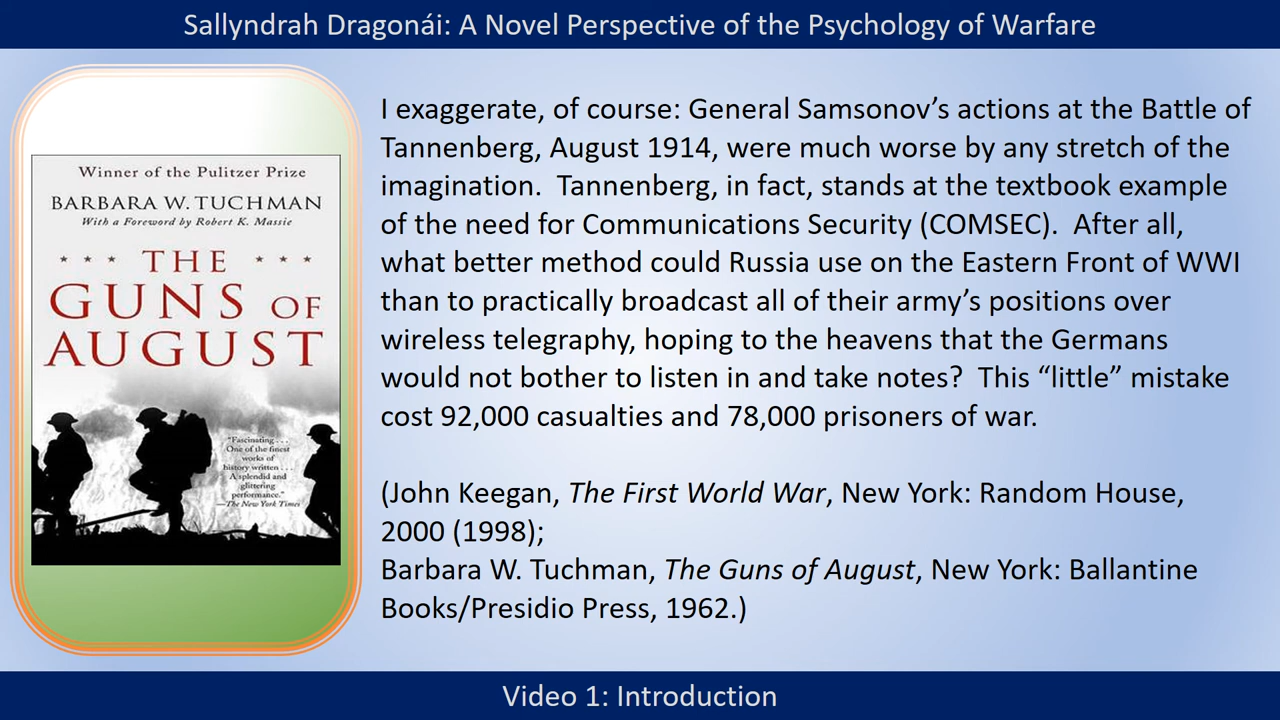 Sallyndrah Dragonái: A Novel Perspective of the Psychology of Warfare
Winner of the Pulitzer Prize
BARBARA W. TUCHMAN
With a Foreword by Robert K. Massie
* * * THE * * *
GUNS OF
AUGUST
"Fascinating . . .
One of the finest
works of
history written . . .
A splendid and
glittering
performance."
—The New York Times
I exaggerate, of course: General Samsonov’s actions at the Battle of
Tannenberg, August 1914, were much worse by any stretch of the
imagination.  Tannenberg, in fact, stands at the textbook example
of the need for Communications Security (COMSEC).  After all,
what better method could Russia use on the Eastern Front of WWI
than to practically broadcast all of their army’s positions over
wireless telegraphy, hoping to the heavens that the Germans
would not bother to listen in and take notes?  This “little” mistake
cost 92,000 casualties and 78,000 prisoners of war.
(John Keegan, The First World War, New York: Random House,
2000 (1998);
Barbara W. Tuchman, The Guns of August, New York: Ballantine
Books/Presidio Press, 1962.)
Video 1: Introduction